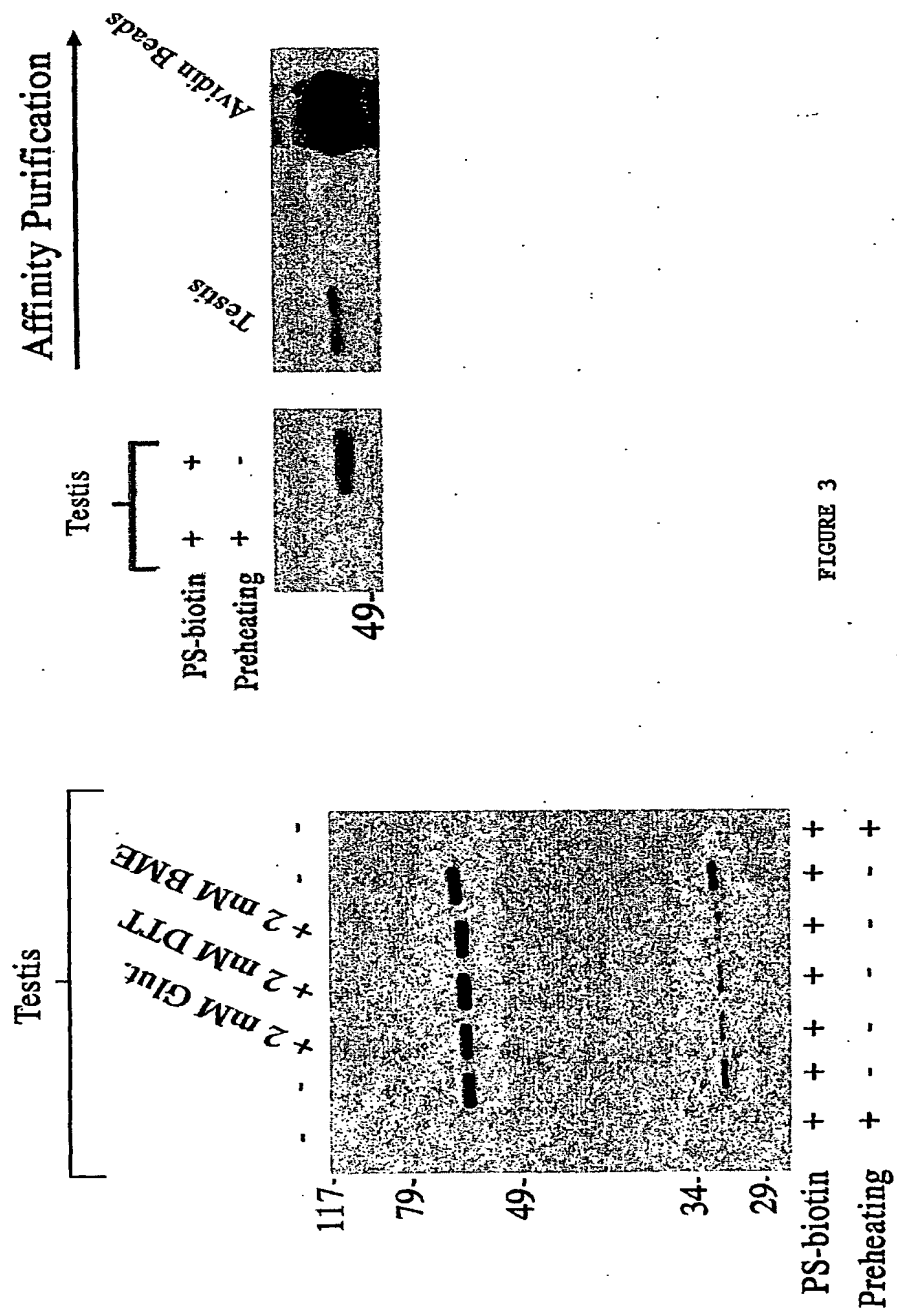 Testis
- - + 2 mM Glut. + 2 mM DTT + 2 mM BME - -
117-
79-
49-
34-
29-
PS-biotin + + + + + + +
Preheating + - - - - - +
Testis
PS-biotin + +
Preheating + -
49-
Affinity Purification
Testis Avidin Beads
FIGURE 3